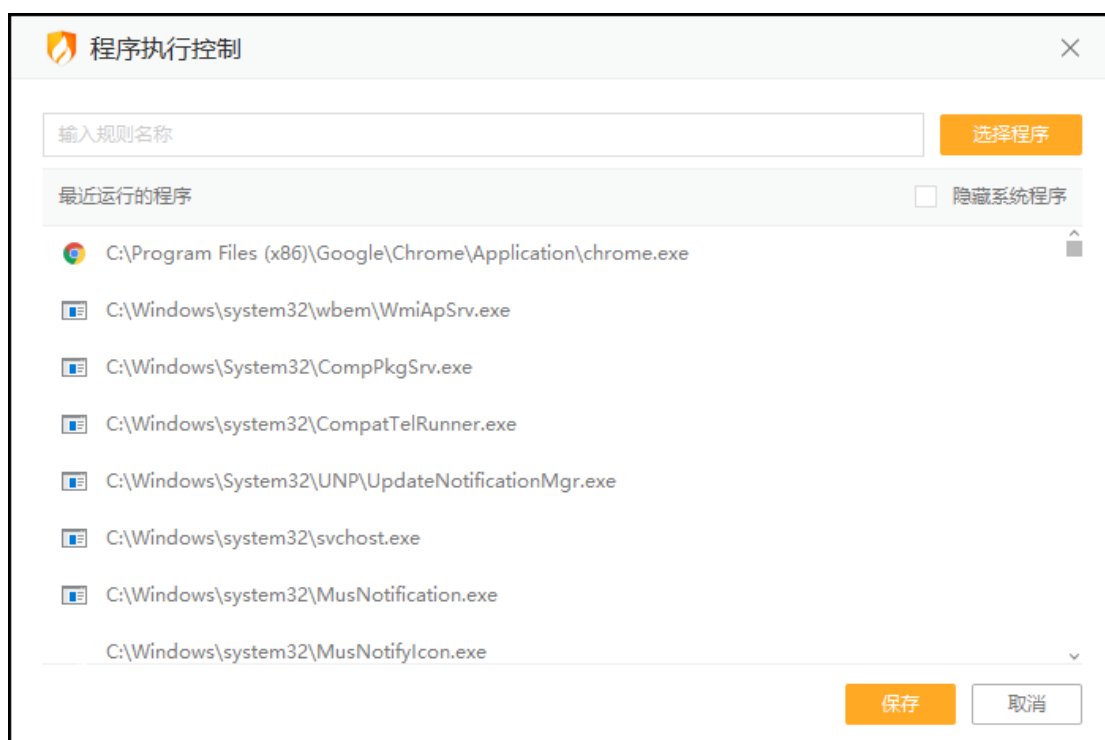 程序执行控制
输入规则名称
选择程序
最近运行的程序
隐藏系统程序
C:\Program Files (x86)\Google\Chrome\Application\chrome.exe
C:\Windows\system32\wbem\WmiApSrv.exe
C:\Windows\System32\CompPkgSrv.exe
C:\Windows\system32\CompatTelRunner.exe
C:\Windows\System32\UNP\UpdateNotificationMgr.exe
C:\Windows\system32\svchost.exe
C:\Windows\system32\MusNotification.exe
C:\Windows\system32\MusNotifyIcon.exe
保存
取消